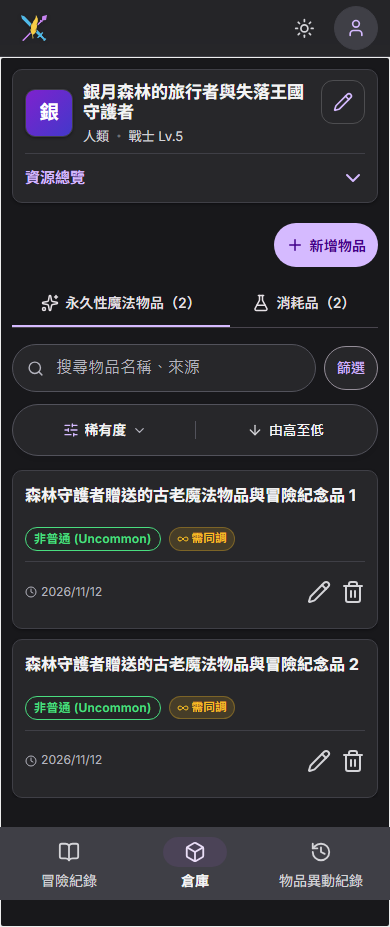 銀
銀月森林的旅行者與失落王國
守護者
人類 • 戰士 Lv.5
資源總覽
新增物品
永久性魔法物品（2）
消耗品（2）
搜尋物品名稱、來源
篩選
稀有度
由高至低
森林守護者贈送的古老魔法物品與冒險紀念品 1
非普通 (Uncommon)
需同調
2026/11/12
森林守護者贈送的古老魔法物品與冒險紀念品 2
非普通 (Uncommon)
需同調
2026/11/12
冒險紀錄
倉庫
物品異動紀錄